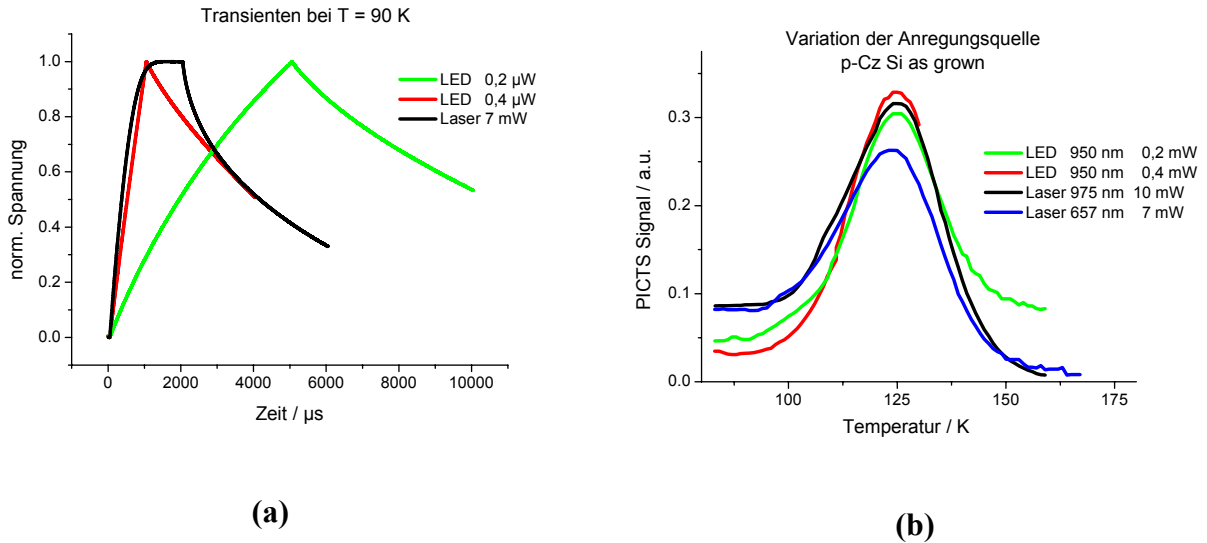 Transienten bei T = 90 K
norm. Spannung
1.0
0.8
0.6
0.4
0.2
0.0
0 2000 4000 6000 8000 10000
Zeit / µs
LED 0,2 µW
LED 0,4 µW
Laser 7 mW
(a)
Variation der Anregungsquelle
p-Cz Si as grown
PICTS Signal / a.u.
0.3
0.2
0.1
0.0
100 125 150 175
Temperatur / K
LED 950 nm 0,2 mW
LED 950 nm 0,4 mW
Laser 975 nm 10 mW
Laser 657 nm 7 mW
(b)